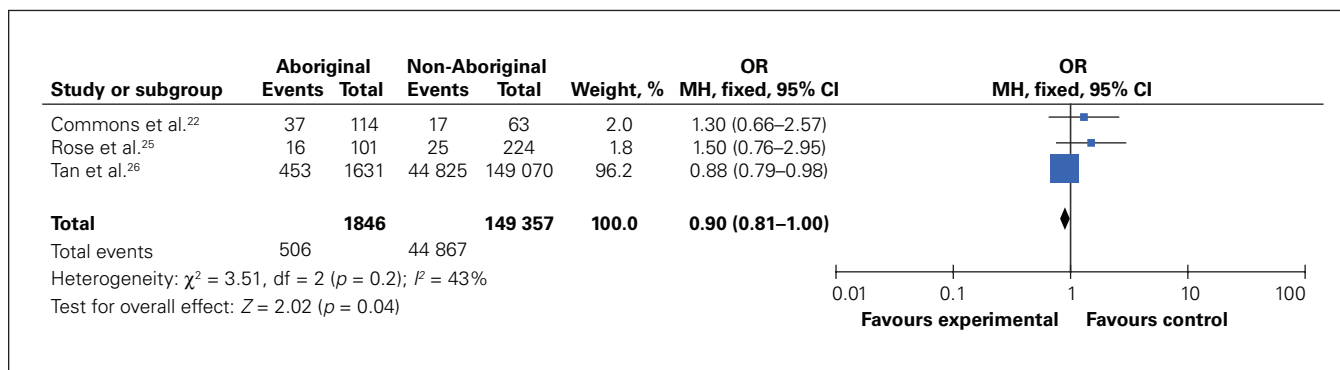 Aboriginal Non-Aboriginal OR OR
Study or subgroup Events Total Events Total Weight, % MH, fixed, 95% CI MH, fixed, 95% CI
Commons et al.²² 37 114 17 63 2.0 1.30 (0.66–2.57)
Rose et al.²⁵ 16 101 25 224 1.8 1.50 (0.76–2.95)
Tan et al.²⁶ 453 1631 44 825 149 070 96.2 0.88 (0.79–0.98)
Total 1846 149 357 100.0 0.90 (0.81–1.00)
Total events 506 44 867
Heterogeneity: χ² = 3.51, df = 2 (p = 0.2); I² = 43%
Test for overall effect: Z = 2.02 (p = 0.04)
0.01 0.1 1 10 100
Favours experimental Favours control